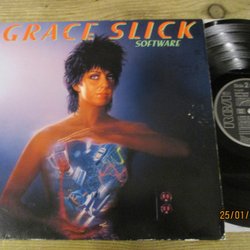 GRACE SLICK
SOFTWARE
RCA
25/01/